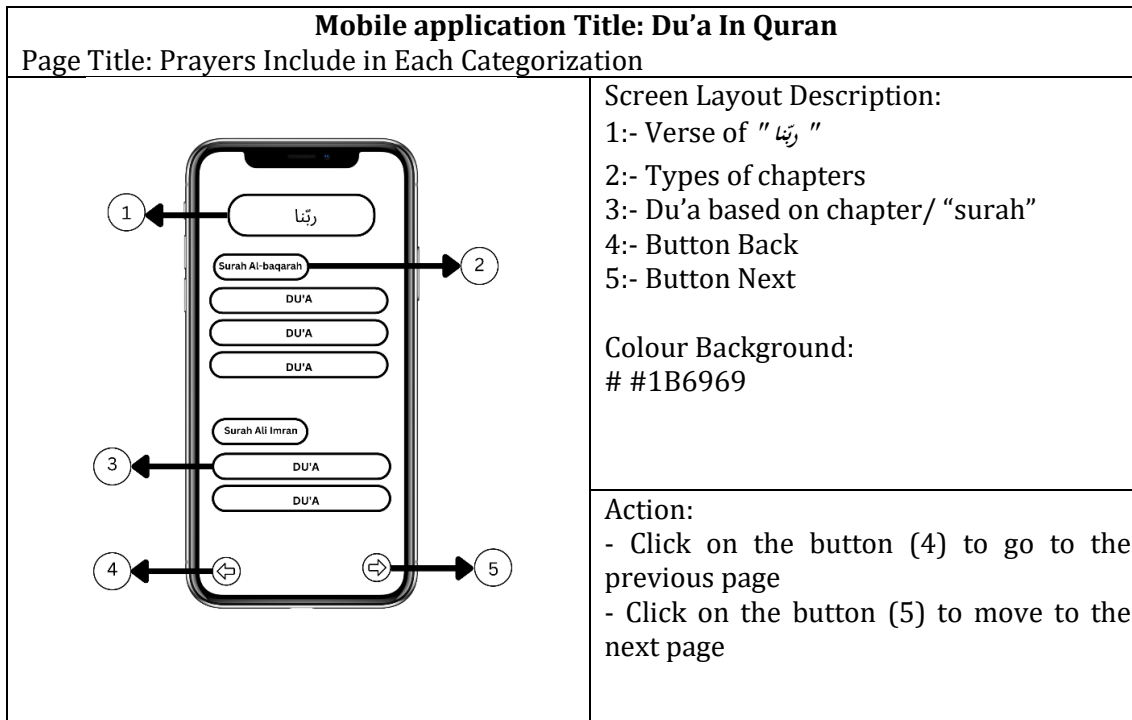 Mobile application Title: Du’a In Quran
Page Title: Prayers Include in Each Categorization
1
ربّنا
Surah Al-baqarah
2
DU'A
DU'A
DU'A
Surah Ali Imran
3
DU'A
DU'A
4
5
Screen Layout Description:
1:- Verse of " ربّنا "
2:- Types of chapters
3:- Du’a based on chapter/ “surah”
4:- Button Back
5:- Button Next
Colour Background:
# #1B6969
Action:
- Click on the button (4) to go to the
previous page
- Click on the button (5) to move to the
next page